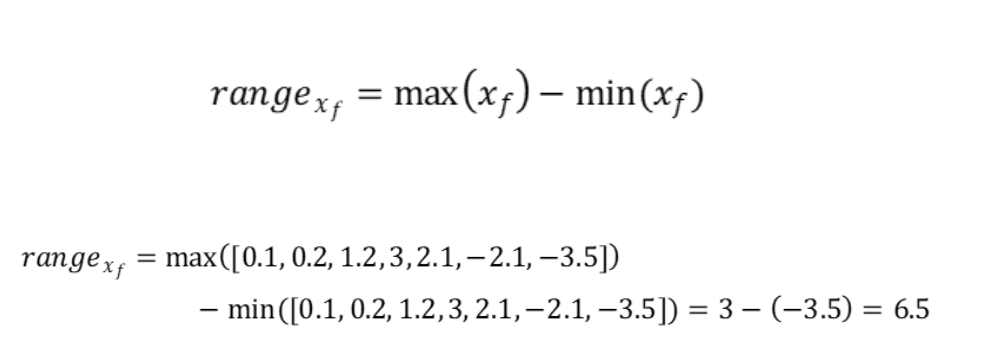 range_{x_f} = max(x_f) − min(x_f)
range_{x_f} = max([0.1, 0.2, 1.2, 3, 2.1, −2.1, −3.5])
− min([0.1, 0.2, 1.2, 3, 2.1, −2.1, −3.5]) = 3 − (−3.5) = 6.5